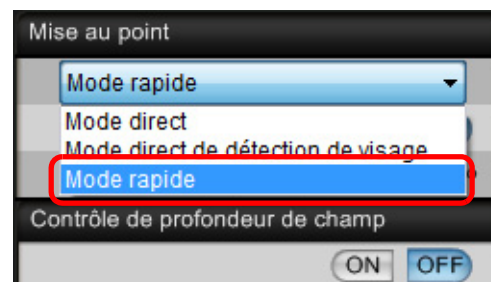 Mise au point
Mode rapide
Mode direct
Mode direct de détection de visage
Mode rapide
Contrôle de profondeur de champ
ON OFF